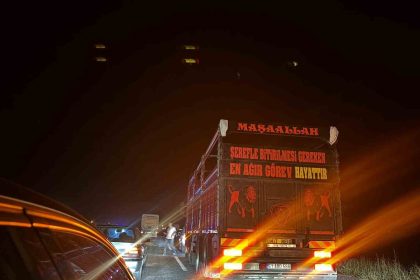 MAŞAALLAH
ŞEREFLE BİTİRİLMESİ GEREKEN
EN AĞIR GÖREV HAYATTIR